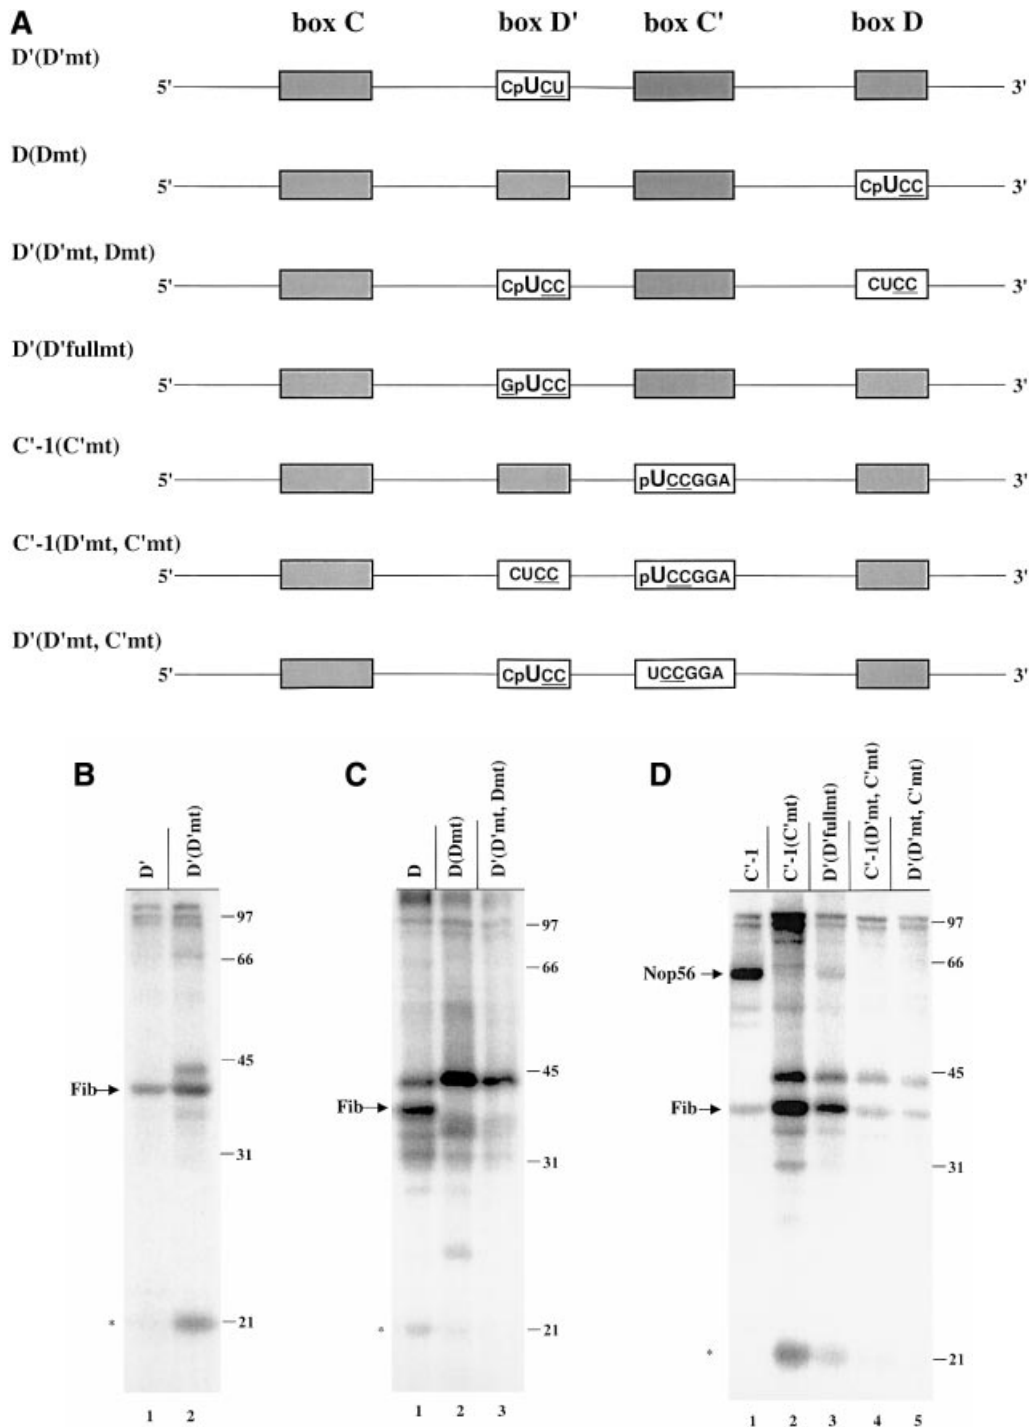 A
box C box D' box C' box D
D'(D'mt)
5' CpUCU 3'
D(Dmt)
5' CpUCC 3'
D'(D'mt, Dmt)
5' CpUCC CUCC 3'
D'(D'fullmt)
5' GpUCC 3'
C'-1(C'mt)
5' pUCCGGA 3'
C'-1(D'mt, C'mt)
5' CUCC pUCCGGA 3'
D'(D'mt, C'mt)
5' CpUCC UCCGGA 3'
B
D' D'(D'mt)
97
66
45
Fib
31
* 21
1 2
C
D D(Dmt) D'(D'mt, Dmt)
97
66
45
Fib
31
21
1 2 3
D
C'-1 C'-1(C'mt) D'(D'fullmt) C'-1(D'mt, C'mt) D'(D'mt, C'mt)
97
66
Nop56
45
Fib
31
* 21
1 2 3 4 5